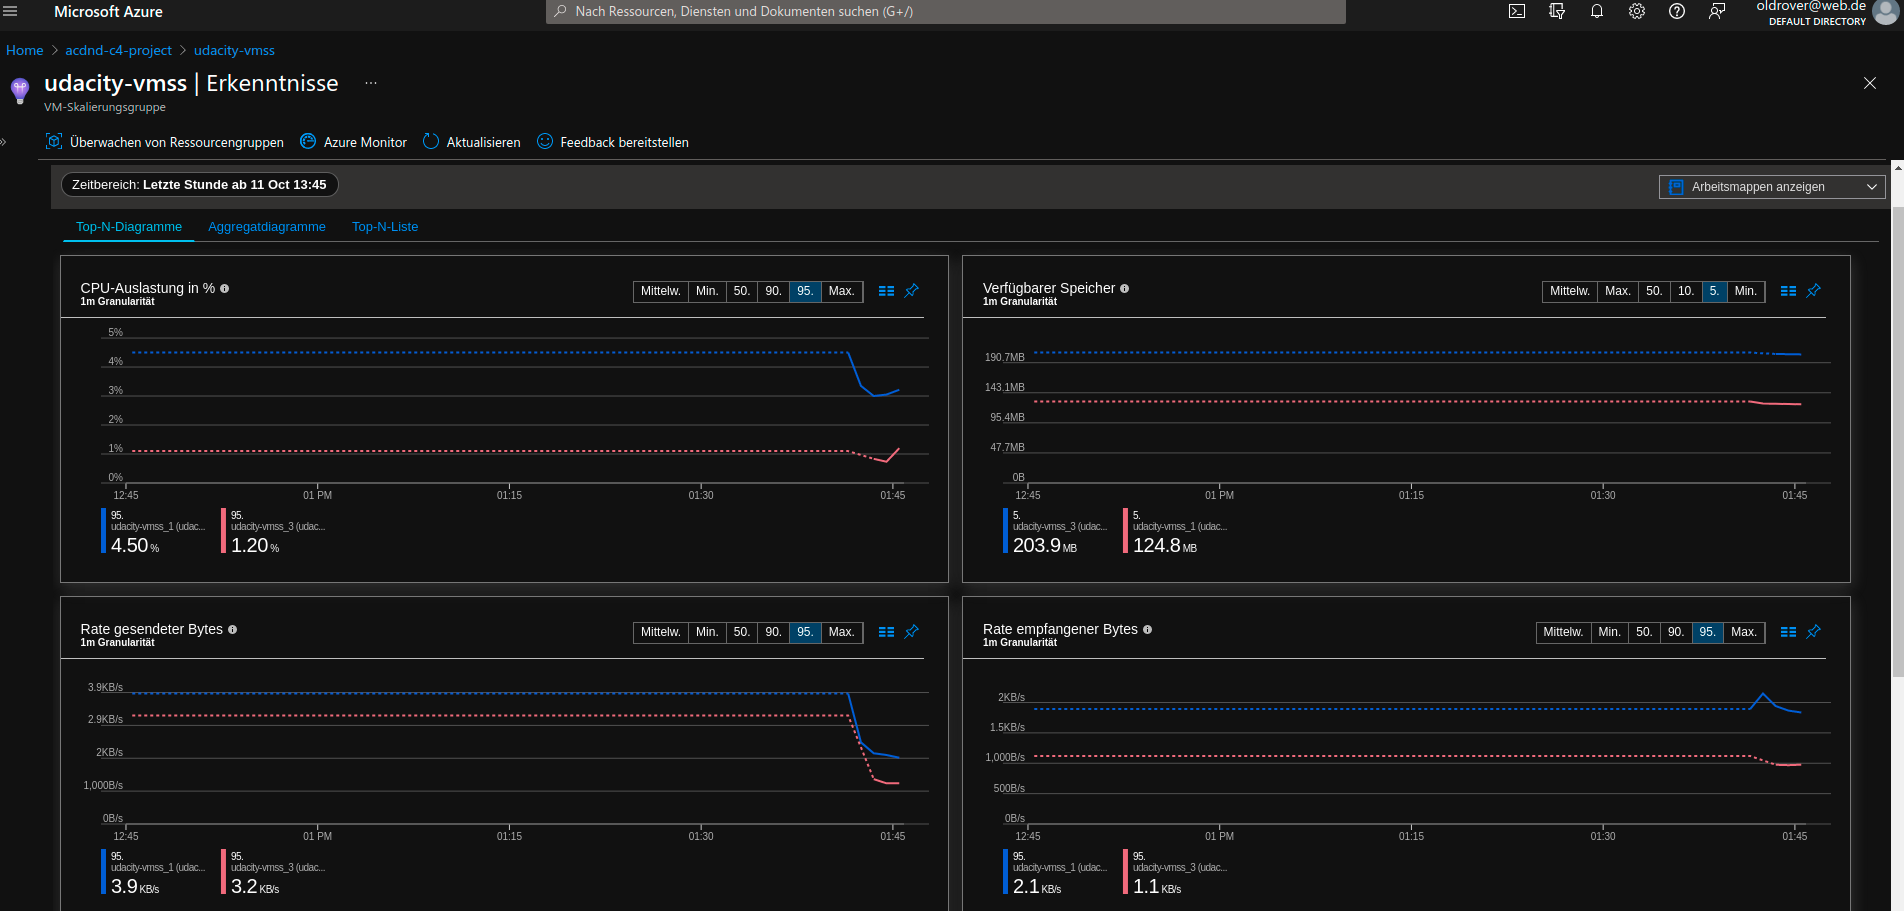 Microsoft Azure
Nach Ressourcen, Diensten und Dokumenten suchen (G+/)
oldrover@web.de
DEFAULT DIRECTORY
Home > acdnd-c4-project > udacity-vmss
udacity-vmss | Erkenntnisse ...
VM-Skalierungsgruppe
Überwachen von Ressourcengruppen Azure Monitor Aktualisieren Feedback bereitstellen
Zeitbereich: Letzte Stunde ab 11 Oct 13:45
Arbeitsmappen anzeigen
Top-N-Diagramme Aggregatdiagramme Top-N-Liste
CPU-Auslastung in %
1m Granularität
Mittelw. Min. 50. 90. 95. Max.
5%
4%
3%
2%
1%
0%
12:45 01 PM 01:15 01:30 01:45
95. 95.
udacity-vmss_1 (udac... udacity-vmss_3 (udac...
4.50 % 1.20 %
Verfügbarer Speicher
1m Granularität
Mittelw. Max. 50. 10. 5. Min.
190.7MB
143.1MB
95.4MB
47.7MB
0B
12:45 01 PM 01:15 01:30 01:45
5. 5.
udacity-vmss_3 (udac... udacity-vmss_1 (udac...
203.9 MB 124.8 MB
Rate gesendeter Bytes
1m Granularität
Mittelw. Min. 50. 90. 95. Max.
3.9KB/s
2.9KB/s
2KB/s
1,000B/s
0B/s
12:45 01 PM 01:15 01:30 01:45
95. 95.
udacity-vmss_1 (udac... udacity-vmss_3 (udac...
3.9 KB/s 3.2 KB/s
Rate empfangener Bytes
1m Granularität
Mittelw. Min. 50. 90. 95. Max.
2KB/s
1.5KB/s
1,000B/s
500B/s
0B/s
12:45 01 PM 01:15 01:30 01:45
95. 95.
udacity-vmss_1 (udac... udacity-vmss_3 (udac...
2.1 KB/s 1.1 KB/s